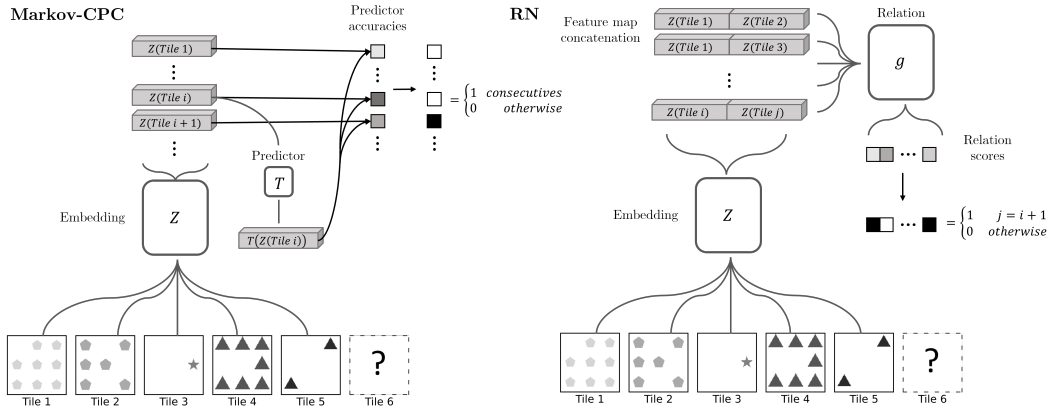 Markov-CPC
Predictor
accuracies
Z(Tile 1)
Z(Tile i)
Z(Tile i + 1)
= { 1 consecutives
0 otherwise
Predictor
T
T(Z(Tile i))
Embedding
Z
?
Tile 1 Tile 2 Tile 3 Tile 4 Tile 5 Tile 6
RN
Feature map
concatenation
Z(Tile 1) Z(Tile 2)
Z(Tile 1) Z(Tile 3)
Z(Tile i) Z(Tile j)
Relation
g
Relation
scores
= { 1 j = i + 1
0 otherwise
Embedding
Z
?
Tile 1 Tile 2 Tile 3 Tile 4 Tile 5 Tile 6